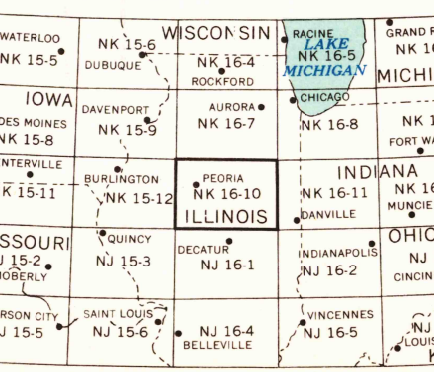 WATERLOO
NK 15-5
NK 15-6
DUBUQUE
WISCONSIN
NK 16-4
ROCKFORD
RACINE
LAKE
NK 16-5
MICHIGAN
GRAND R
NK 16
MICHI
IOWA
DES MOINES
NK 15-8
DAVENPORT
NK 15-9
AURORA
NK 16-7
CHICAGO
NK 16-8
NK 1
FORT WA
ENTERVILLE
K 15-11
BURLINGTON
NK 15-12
PEORIA
NK 16-10
ILLINOIS
INDIANA
NK 16-11
DANVILLE
NK 16
MUNCIE
SSOURI
J 15-2
MOBERLY
QUINCY
NJ 15-3
DECATUR
NJ 16-1
INDIANAPOLIS
NJ 16-2
OHIO
NJ
CINCIN
RSON CITY
J 15-5
SAINT LOUIS
NJ 15-6
NJ 16-4
BELLEVILLE
VINCENNES
NJ 16-5
NJ
LOUIS
K